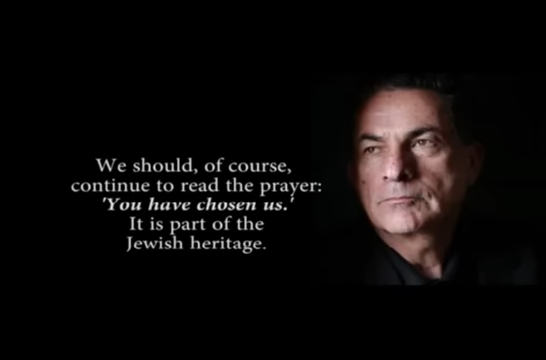 We should, of course,
continue to read the prayer:
'You have chosen us.'
It is part of the
Jewish heritage.